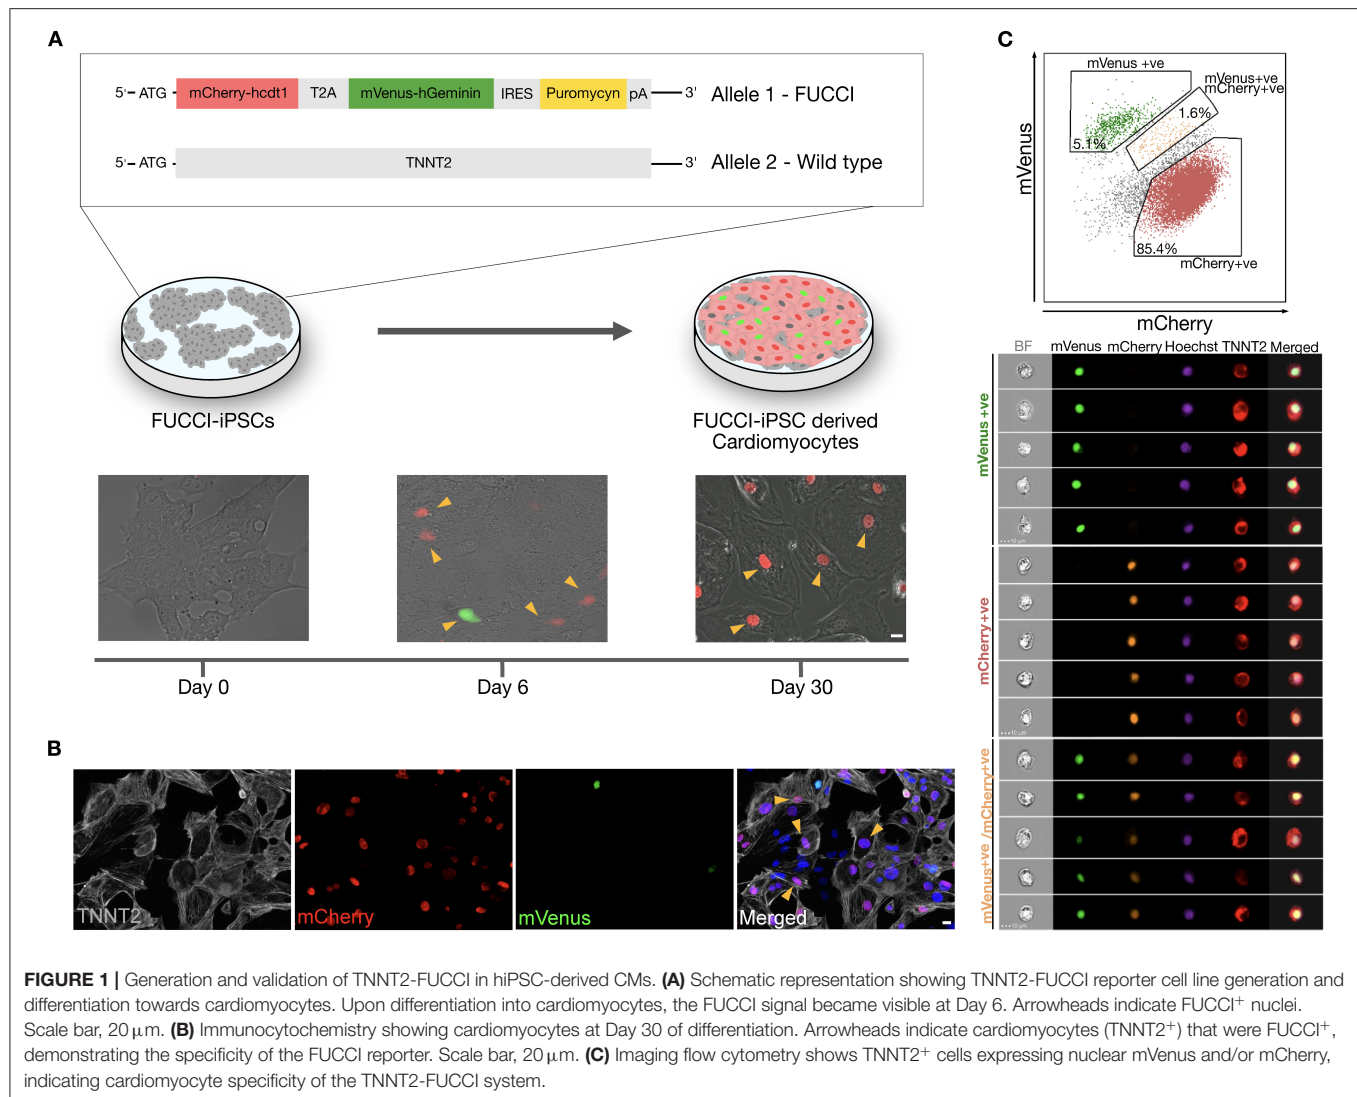 A
5' ATG mCherry-hcdt1 T2A mVenus-hGeminin IRES Puromycyn pA 3' Allele 1 - FUCCI
5' ATG TNNT2 3' Allele 2 - Wild type
FUCCI-iPSCs
FUCCI-iPSC derived
Cardiomyocytes
Day 0
Day 6
Day 30
B
TNNT2
mCherry
mVenus
Merged
C
mVenus +ve
mVenus+ve
mCherry+ve
1.6%
5.1%
85.4%
mCherry+ve
mVenus
mCherry
BF mVenus mCherry Hoechst TNNT2 Merged
mVenus +ve
10 µm
mCherry+ve
10 µm
mVenus+ve /mCherry+ve
10 µm
FIGURE 1 | Generation and validation of TNNT2-FUCCI in hiPSC-derived CMs. (A) Schematic representation showing TNNT2-FUCCI reporter cell line generation and
differentiation towards cardiomyocytes. Upon differentiation into cardiomyocytes, the FUCCI signal became visible at Day 6. Arrowheads indicate FUCCI⁺ nuclei.
Scale bar, 20 µm. (B) Immunocytochemistry showing cardiomyocytes at Day 30 of differentiation. Arrowheads indicate cardiomyocytes (TNNT2⁺) that were FUCCI⁺,
demonstrating the specificity of the FUCCI reporter. Scale bar, 20 µm. (C) Imaging flow cytometry shows TNNT2⁺ cells expressing nuclear mVenus and/or mCherry,
indicating cardiomyocyte specificity of the TNNT2-FUCCI system.